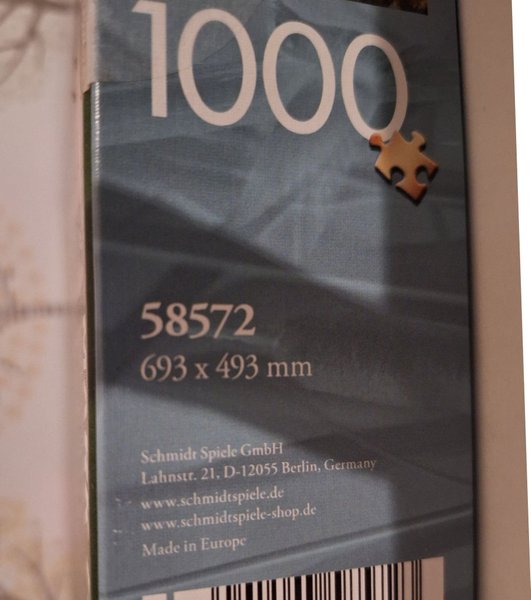 1000
58572
693 x 493 mm
Schmidt Spiele GmbH
Lahnstr. 21, D-12055 Berlin, Germany
www.schmidtspiele.de
www.schmidtspiele-shop.de
Made in Europe